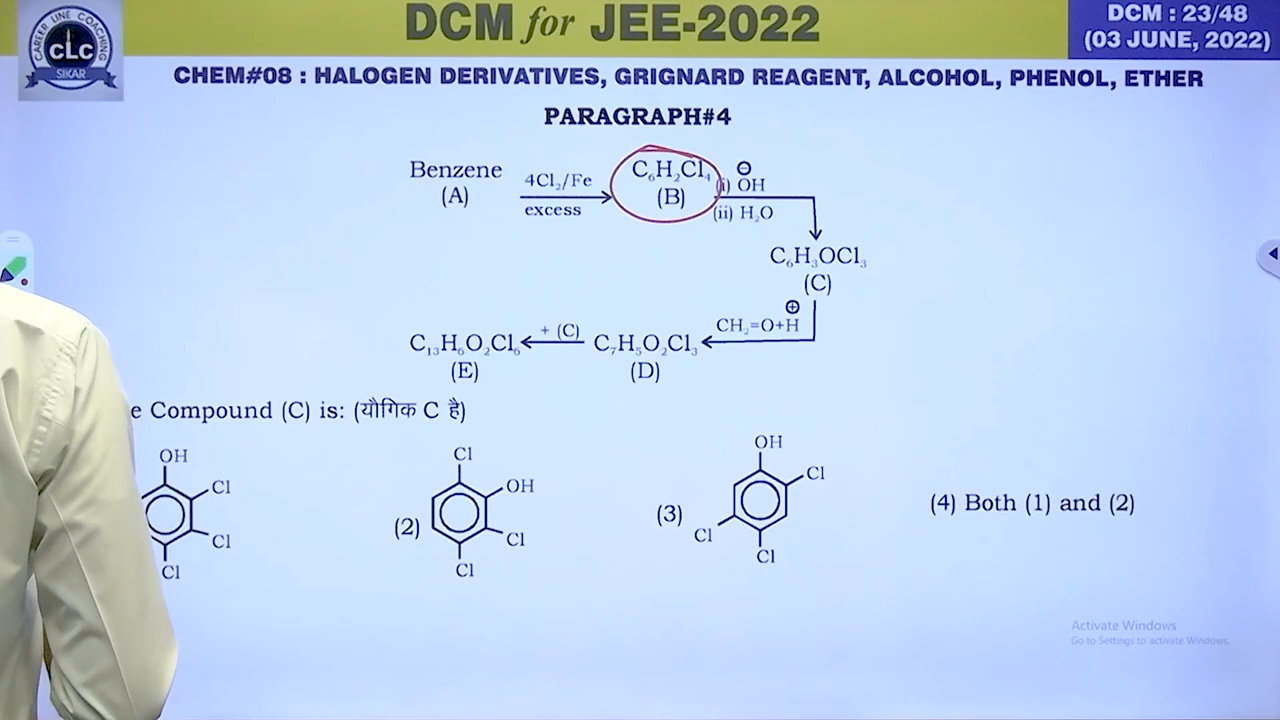 DCM for JEE-2022
DCM : 23/48
(03 JUNE, 2022)
CAREER LINE COACHING
CLC
SIKAR
CHEM#08 : HALOGEN DERIVATIVES, GRIGNARD REAGENT, ALCOHOL, PHENOL, ETHER
PARAGRAPH#4
Benzene
(A)
4Cl₂/Fe
excess
C₆H₂Cl₄
(B)
(i) ⊖OH
(ii) H₂O
C₆H₃OCl₃
(C)
CH₂=O+H⊕
C₇H₅O₂Cl₃
(D)
+ (C)
C₁₃H₆O₂Cl₆
(E)
e Compound (C) is: (यौगिक C है)
OH
Cl
Cl
Cl
(2)
Cl
OH
Cl
Cl
(3)
OH
Cl
Cl
Cl
(4) Both (1) and (2)
Activate Windows
Go to Settings to activate Windows.